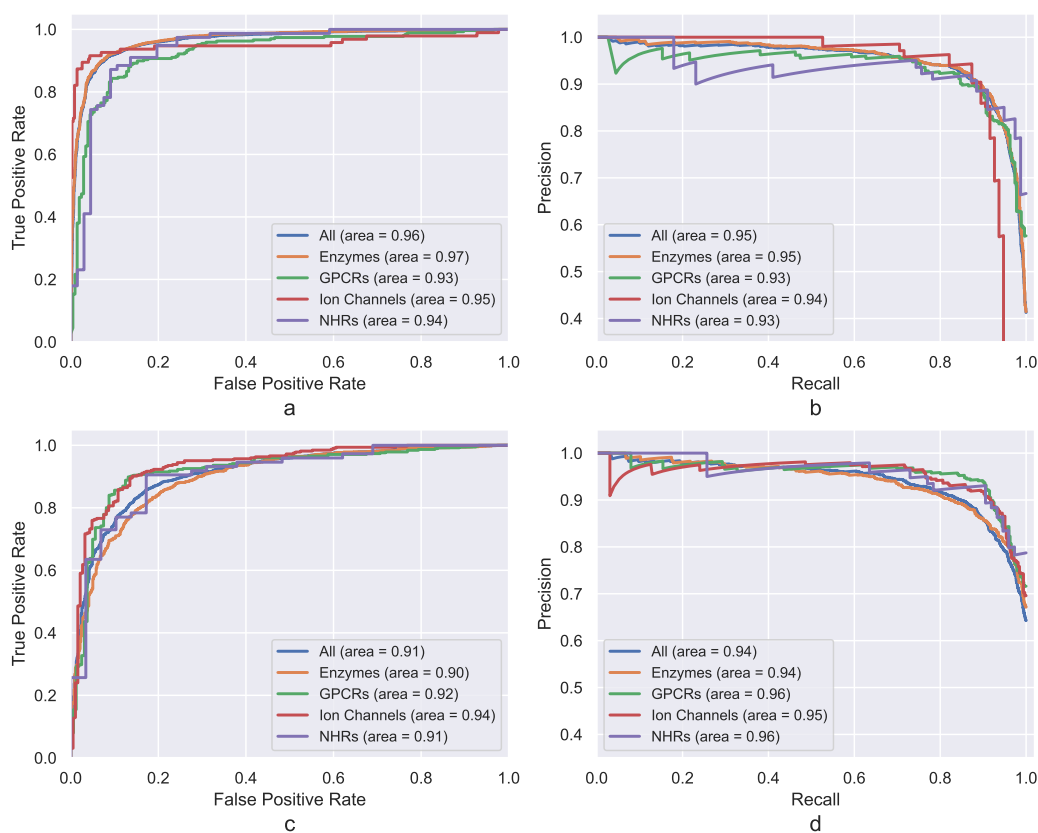 1.0
0.8
0.6
0.4
0.2
0.0
True Positive Rate
All (area = 0.96)
Enzymes (area = 0.97)
GPCRs (area = 0.93)
Ion Channels (area = 0.95)
NHRs (area = 0.94)
0.0 0.2 0.4 0.6 0.8 1.0
False Positive Rate
a
1.0
0.9
0.8
0.7
0.6
0.5
0.4
Precision
All (area = 0.95)
Enzymes (area = 0.95)
GPCRs (area = 0.93)
Ion Channels (area = 0.94)
NHRs (area = 0.93)
0.0 0.2 0.4 0.6 0.8 1.0
Recall
b
1.0
0.8
0.6
0.4
0.2
0.0
True Positive Rate
All (area = 0.91)
Enzymes (area = 0.90)
GPCRs (area = 0.92)
Ion Channels (area = 0.94)
NHRs (area = 0.91)
0.0 0.2 0.4 0.6 0.8 1.0
False Positive Rate
c
1.0
0.9
0.8
0.7
0.6
0.5
0.4
Precision
All (area = 0.94)
Enzymes (area = 0.94)
GPCRs (area = 0.96)
Ion Channels (area = 0.95)
NHRs (area = 0.96)
0.0 0.2 0.4 0.6 0.8 1.0
Recall
d